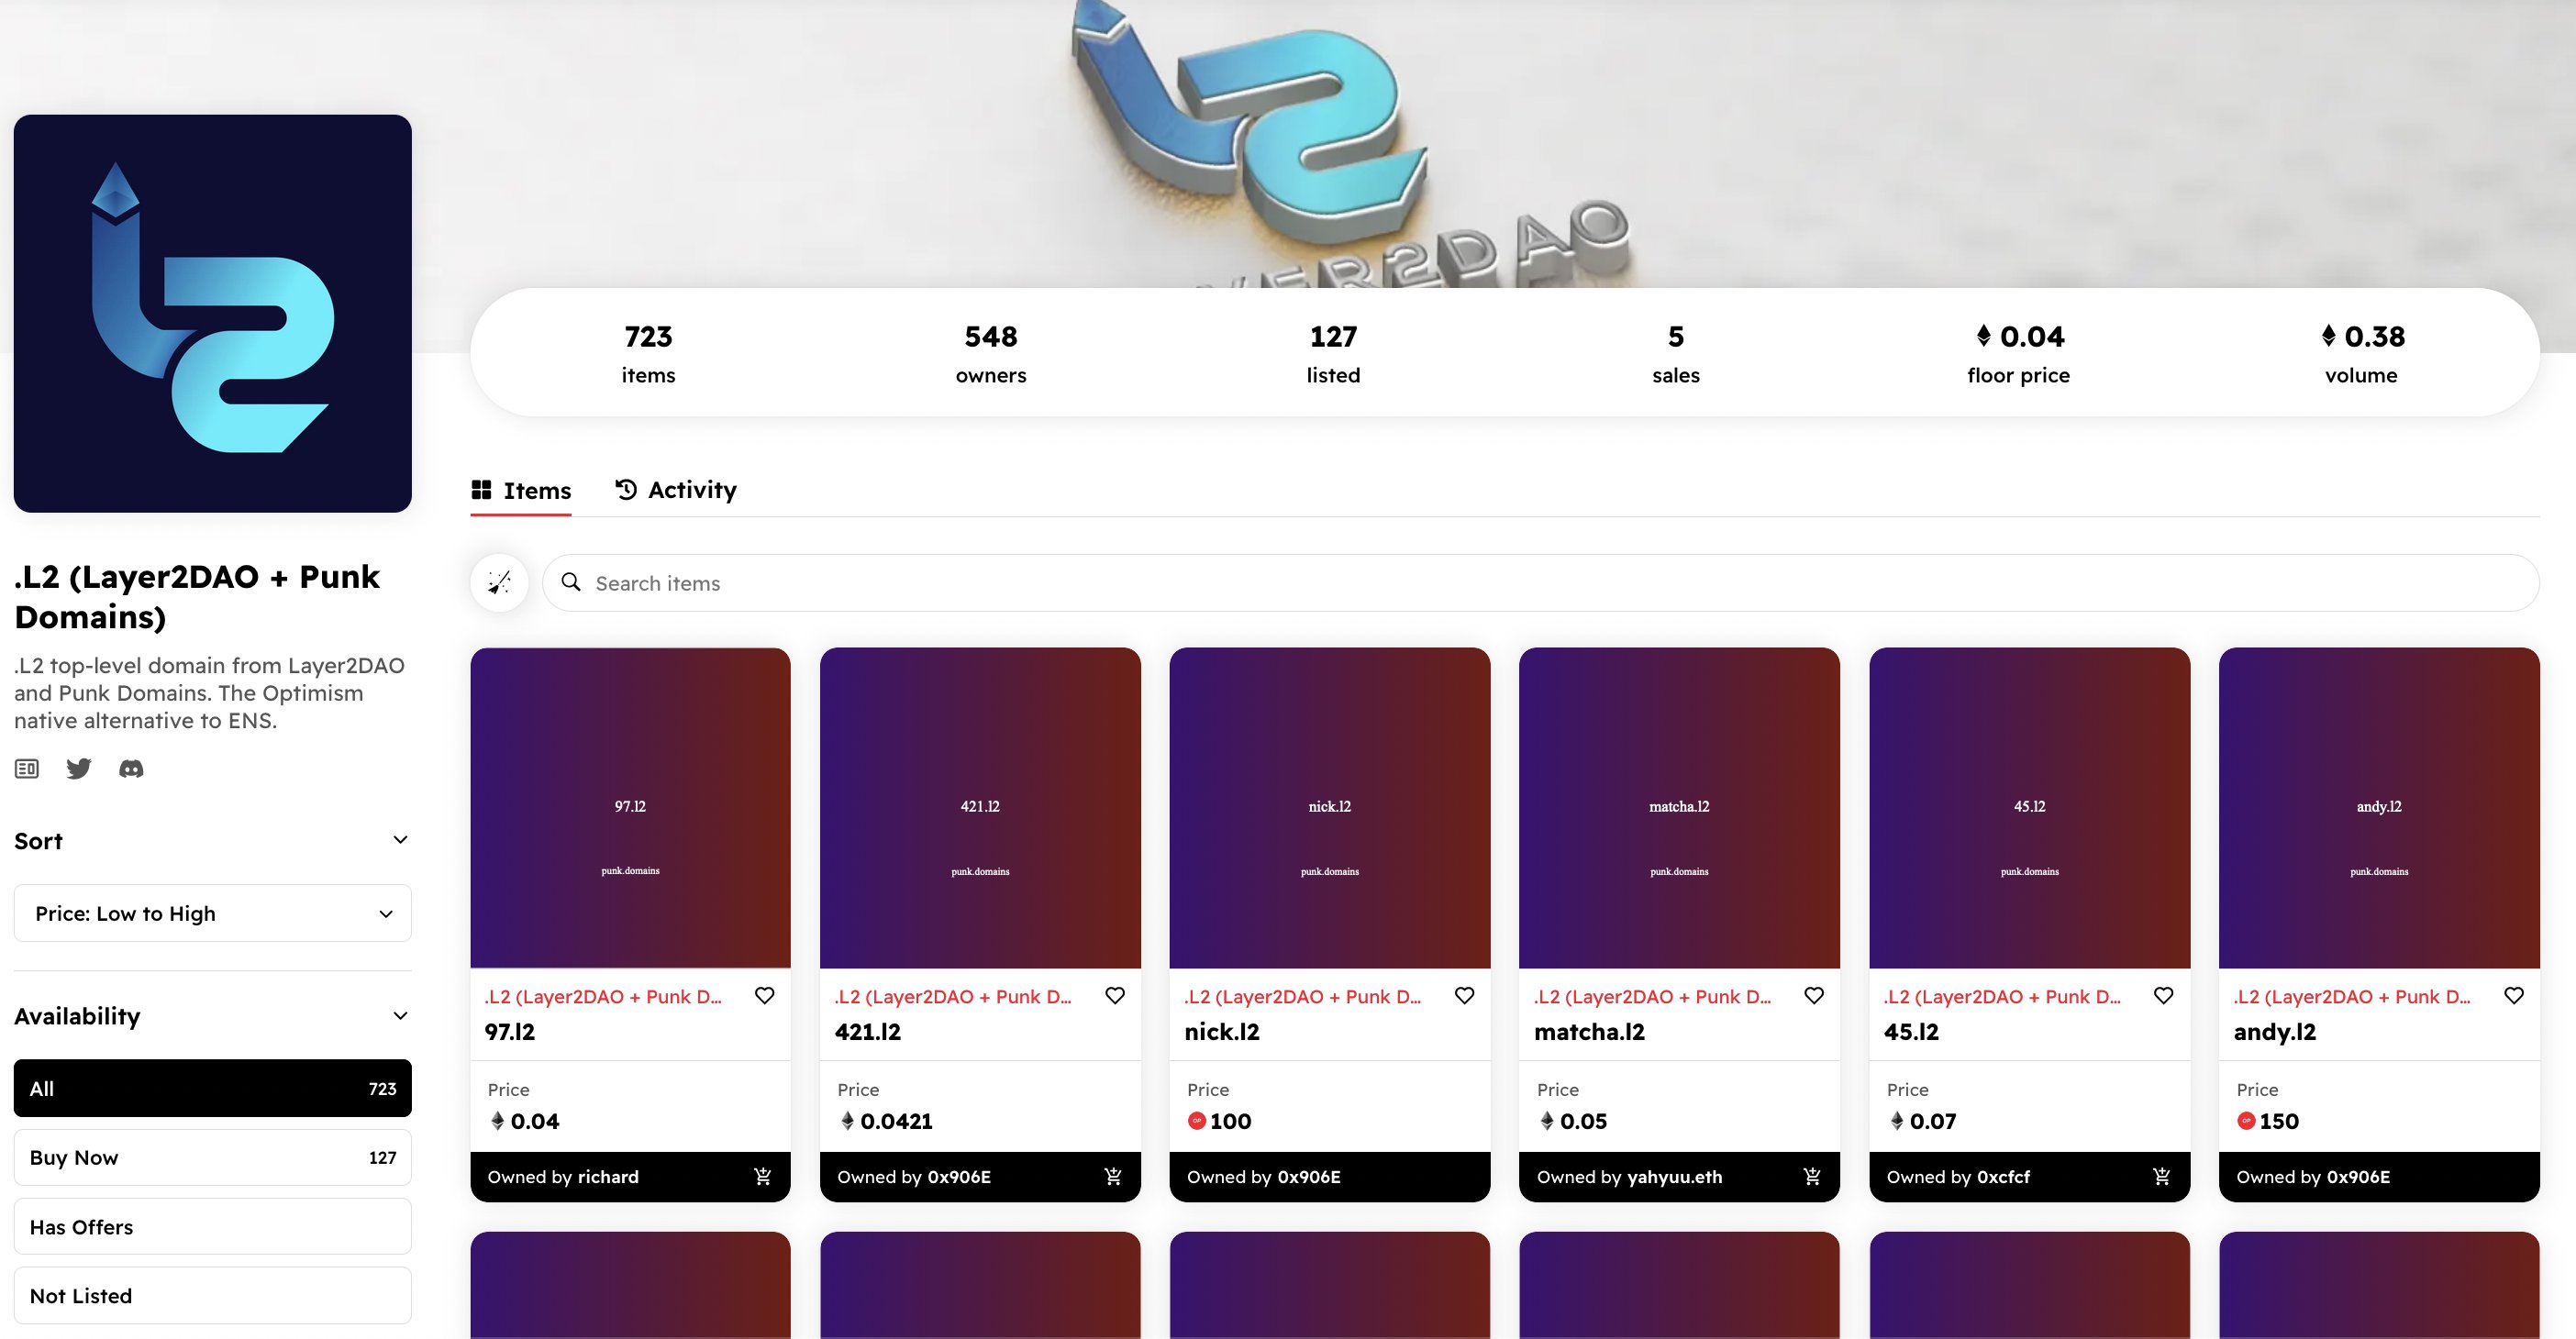 723
items
548
owners
127
listed
5
sales
0.04
floor price
0.38
volume
.L2 (Layer2DAO + Punk
Domains)
.L2 top-level domain from Layer2DAO
and Punk Domains. The Optimism
native alternative to ENS.
Sort
Price: Low to High
Availability
All 723
Buy Now 127
Has Offers
Not Listed
Items Activity
Search items
97.l2
punk.domains
.L2 (Layer2DAO + Punk D...
97.l2
Price
0.04
Owned by richard
421.l2
punk.domains
.L2 (Layer2DAO + Punk D...
421.l2
Price
0.0421
Owned by 0x906E
nick.l2
punk.domains
.L2 (Layer2DAO + Punk D...
nick.l2
Price
100
Owned by 0x906E
matcha.l2
punk.domains
.L2 (Layer2DAO + Punk D...
matcha.l2
Price
0.05
Owned by yahyuu.eth
45.l2
punk.domains
.L2 (Layer2DAO + Punk D...
45.l2
Price
0.07
Owned by 0xcfcf
andy.l2
punk.domains
.L2 (Layer2DAO + Punk D...
andy.l2
Price
150
Owned by 0x906E